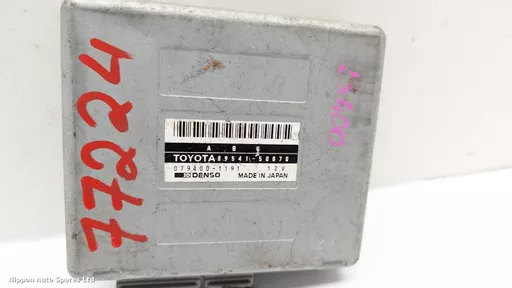 77224
A B S
TOYOTA 89541-50070
079400-1191 12V
DENSO MADE IN JAPAN
Nippon Auto Spares Ltd